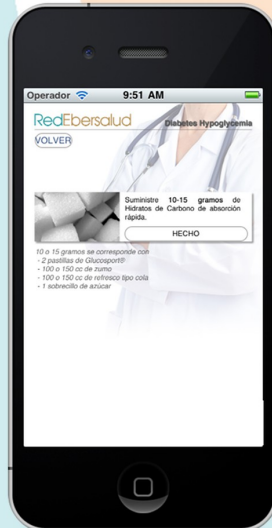 Operador 9:51 AM
RedEbersalud
Diabetes Hypoglycemia
VOLVER
Suministre 10-15 gramos de
Hidratos de Carbono de absorción
rápida.
HECHO
10 o 15 gramos se corresponde con
- 2 pastillas de Glucosport®
- 100 o 150 cc de zumo
- 100 o 150 cc de refresco tipo cola
- 1 sobrecillo de azúcar